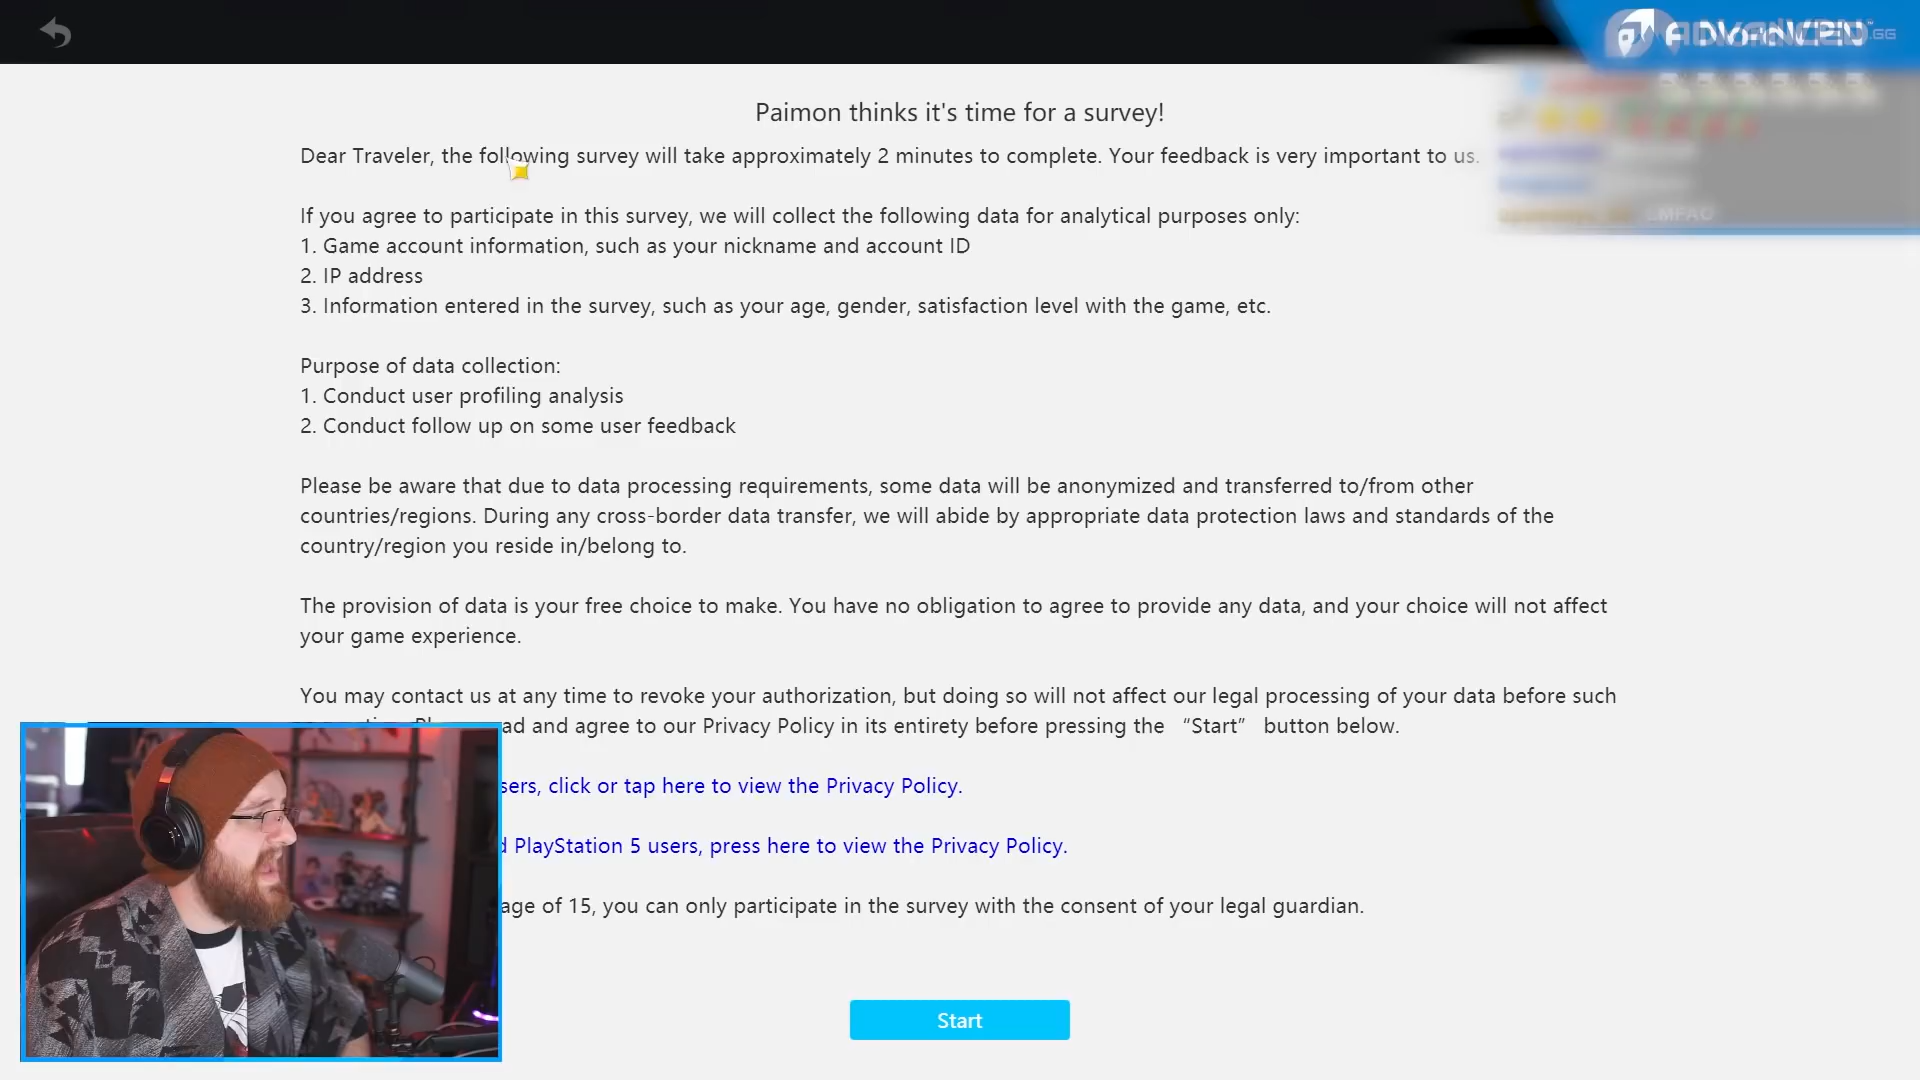 Paimon thinks it's time for a survey!
Dear Traveler, the following survey will take approximately 2 minutes to complete. Your feedback is very important to us.
LMFAO
If you agree to participate in this survey, we will collect the following data for analytical purposes only:
1. Game account information, such as your nickname and account ID
2. IP address
3. Information entered in the survey, such as your age, gender, satisfaction level with the game, etc.
Purpose of data collection:
1. Conduct user profiling analysis
2. Conduct follow up on some user feedback
Please be aware that due to data processing requirements, some data will be anonymized and transferred to/from other
countries/regions. During any cross-border data transfer, we will abide by appropriate data protection laws and standards of the
country/region you reside in/belong to.
The provision of data is your free choice to make. You have no obligation to agree to provide any data, and your choice will not affect
your game experience.
You may contact us at any time to revoke your authorization, but doing so will not affect our legal processing of your data before such
and agree to our Privacy Policy in its entirety before pressing the “Start” button below.
click or tap here to view the Privacy Policy.
PlayStation 5 users, press here to view the Privacy Policy.
age of 15, you can only participate in the survey with the consent of your legal guardian.
Start